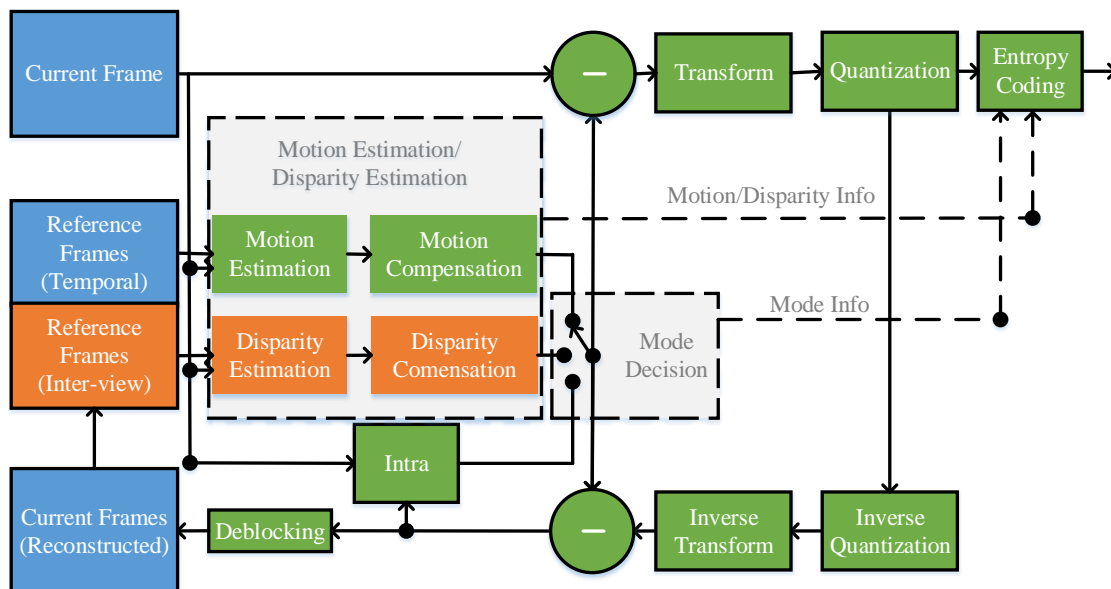 Current Frame
−
Transform
Quantization
Entropy
Coding
Motion Estimation/
Disparity Estimation
Motion/Disparity Info
Reference
Frames
(Temporal)
Motion
Estimation
Motion
Compensation
Mode Info
Reference
Frames
(Inter-view)
Disparity
Estimation
Disparity
Comensation
Mode
Decision
Intra
Current Frames
(Reconstructed)
Deblocking
−
Inverse
Transform
Inverse
Quantization